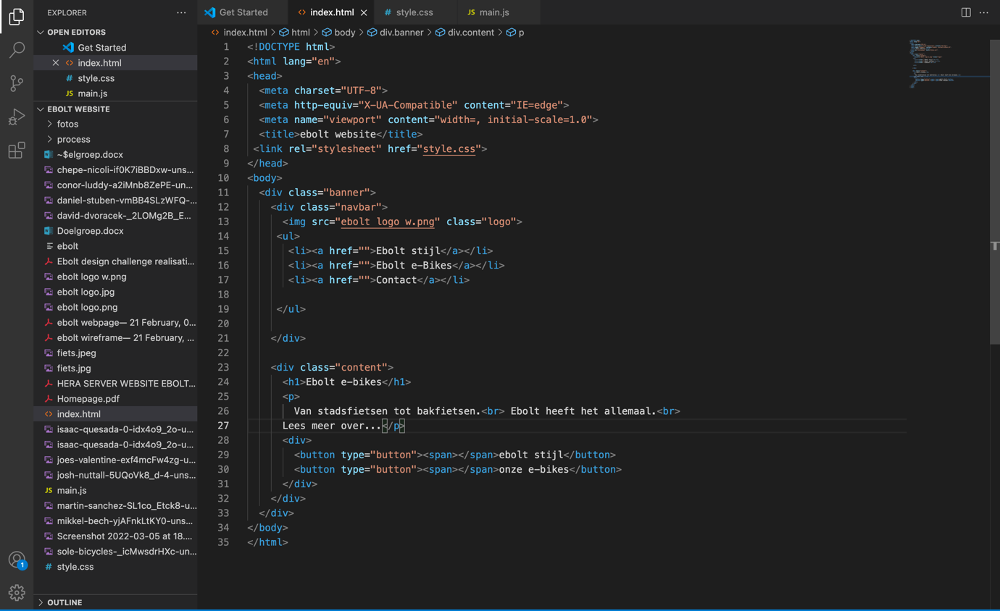 EXPLORER
OPEN EDITORS
Get Started
index.html
style.css
main.js
EBOLT WEBSITE
fotos
process
~$elgroep.docx
chepe-nicoli-if0K7iBBDxw-uns...
conor-luddy-a2iMnb8ZePE-un...
daniel-stuben-vmBB4SLzWFQ-...
david-dvoracek-_2LOMg2B_E...
Doelgroep.docx
ebolt
Ebolt design challenge realisati...
ebolt logo w.png
ebolt logo.jpg
ebolt logo.png
ebolt webpage— 21 February, 0...
ebolt wireframe— 21 February, ...
fiets.jpeg
fiets.jpg
HERA SERVER WEBSITE EBOLT...
Homepage.pdf
index.html
isaac-quesada-0-idx4o9_2o-u...
isaac-quesada-0-idx4o9_2o-u...
joes-valentine-exf4mcFw4zg-u...
josh-nuttall-5UQoVk8_d-4-uns...
main.js
martin-sanchez-SL1co_Etck8-u...
mikkel-bech-yjAFnkLtKY0-uns...
Screenshot 2022-03-05 at 18....
sole-bicycles-_icMwsdrHXc-un...
style.css
OUTLINE
1
Get Started index.html style.css main.js
index.html > html > body > div.banner > div.content > p
1 <!DOCTYPE html>
2 <html lang="en">
3 <head>
4 <meta charset="UTF-8">
5 <meta http-equiv="X-UA-Compatible" content="IE=edge">
6 <meta name="viewport" content="width=, initial-scale=1.0">
7 <title>ebolt website</title>
8 <link rel="stylesheet" href="style.css">
9 </head>
10 <body>
11 <div class="banner">
12 <div class="navbar">
13 <img src="ebolt logo w.png" class="logo">
14 <ul>
15 <li><a href="">Ebolt stijl</a></li>
16 <li><a href="">Ebolt e-Bikes</a></li>
17 <li><a href="">Contact</a></li>
18
19 </ul>
20
21 </div>
22
23 <div class="content">
24 <h1>Ebolt e-bikes</h1>
25 <p>
26 Van stadsfietsen tot bakfietsen.<br> Ebolt heeft het allemaal.<br>
27 Lees meer over...</p>
28 <div>
29 <button type="button"><span></span>ebolt stijl</button>
30 <button type="button"><span></span>onze e-bikes</button>
31 </div>
32 </div>
33 </div>
34 </body>
35 </html>